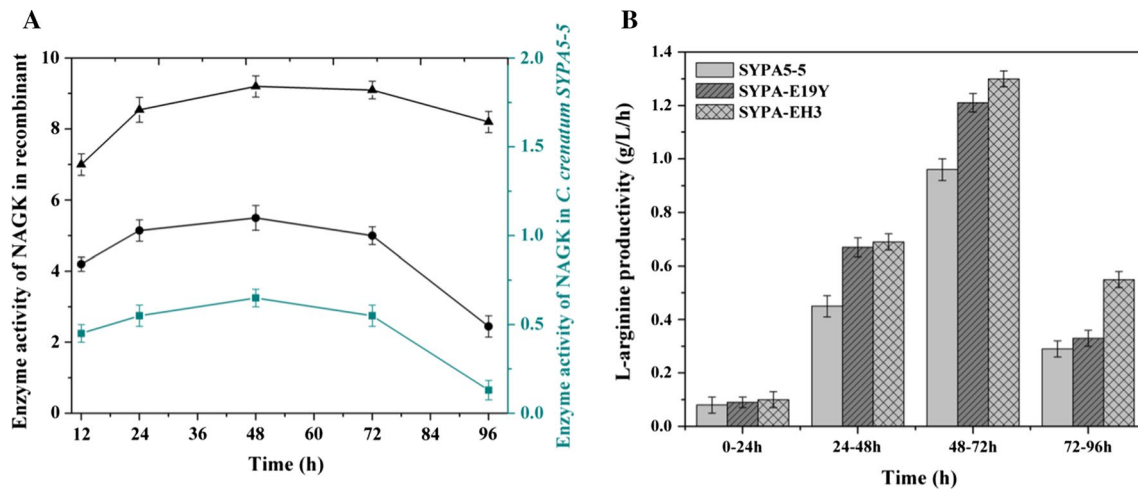 A
Enzyme activity of NAGK in recombinant
10
8
6
4
2
0
12 24 36 48 60 72 84 96
Time (h)
2.0
1.5
1.0
0.5
0.0
Enzyme activity of NAGK in C. crenatum SYPA5-5
B
L-arginine productivity (g/L/h)
1.4
1.2
1.0
0.8
0.6
0.4
0.2
0.0
SYPA5-5
SYPA-E19Y
SYPA-EH3
0-24h 24-48h 48-72h 72-96h
Time (h)